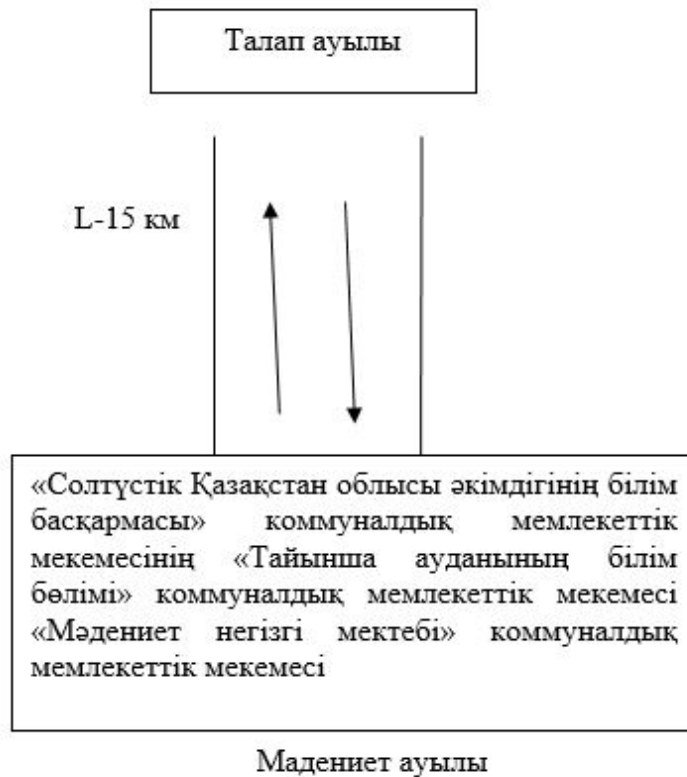 Талап ауылы
L-15 км
«Солтүстік Қазақстан облысы әкімдігінің білім
басқармасы» коммуналдық мемлекеттік
мекемесінің «Тайынша ауданының білім
бөлімі» коммуналдық мемлекеттік мекемесі
«Мәдениет негізгі мектебі» коммуналдық
мемлекеттік мекемесі
Мадениет ауылы